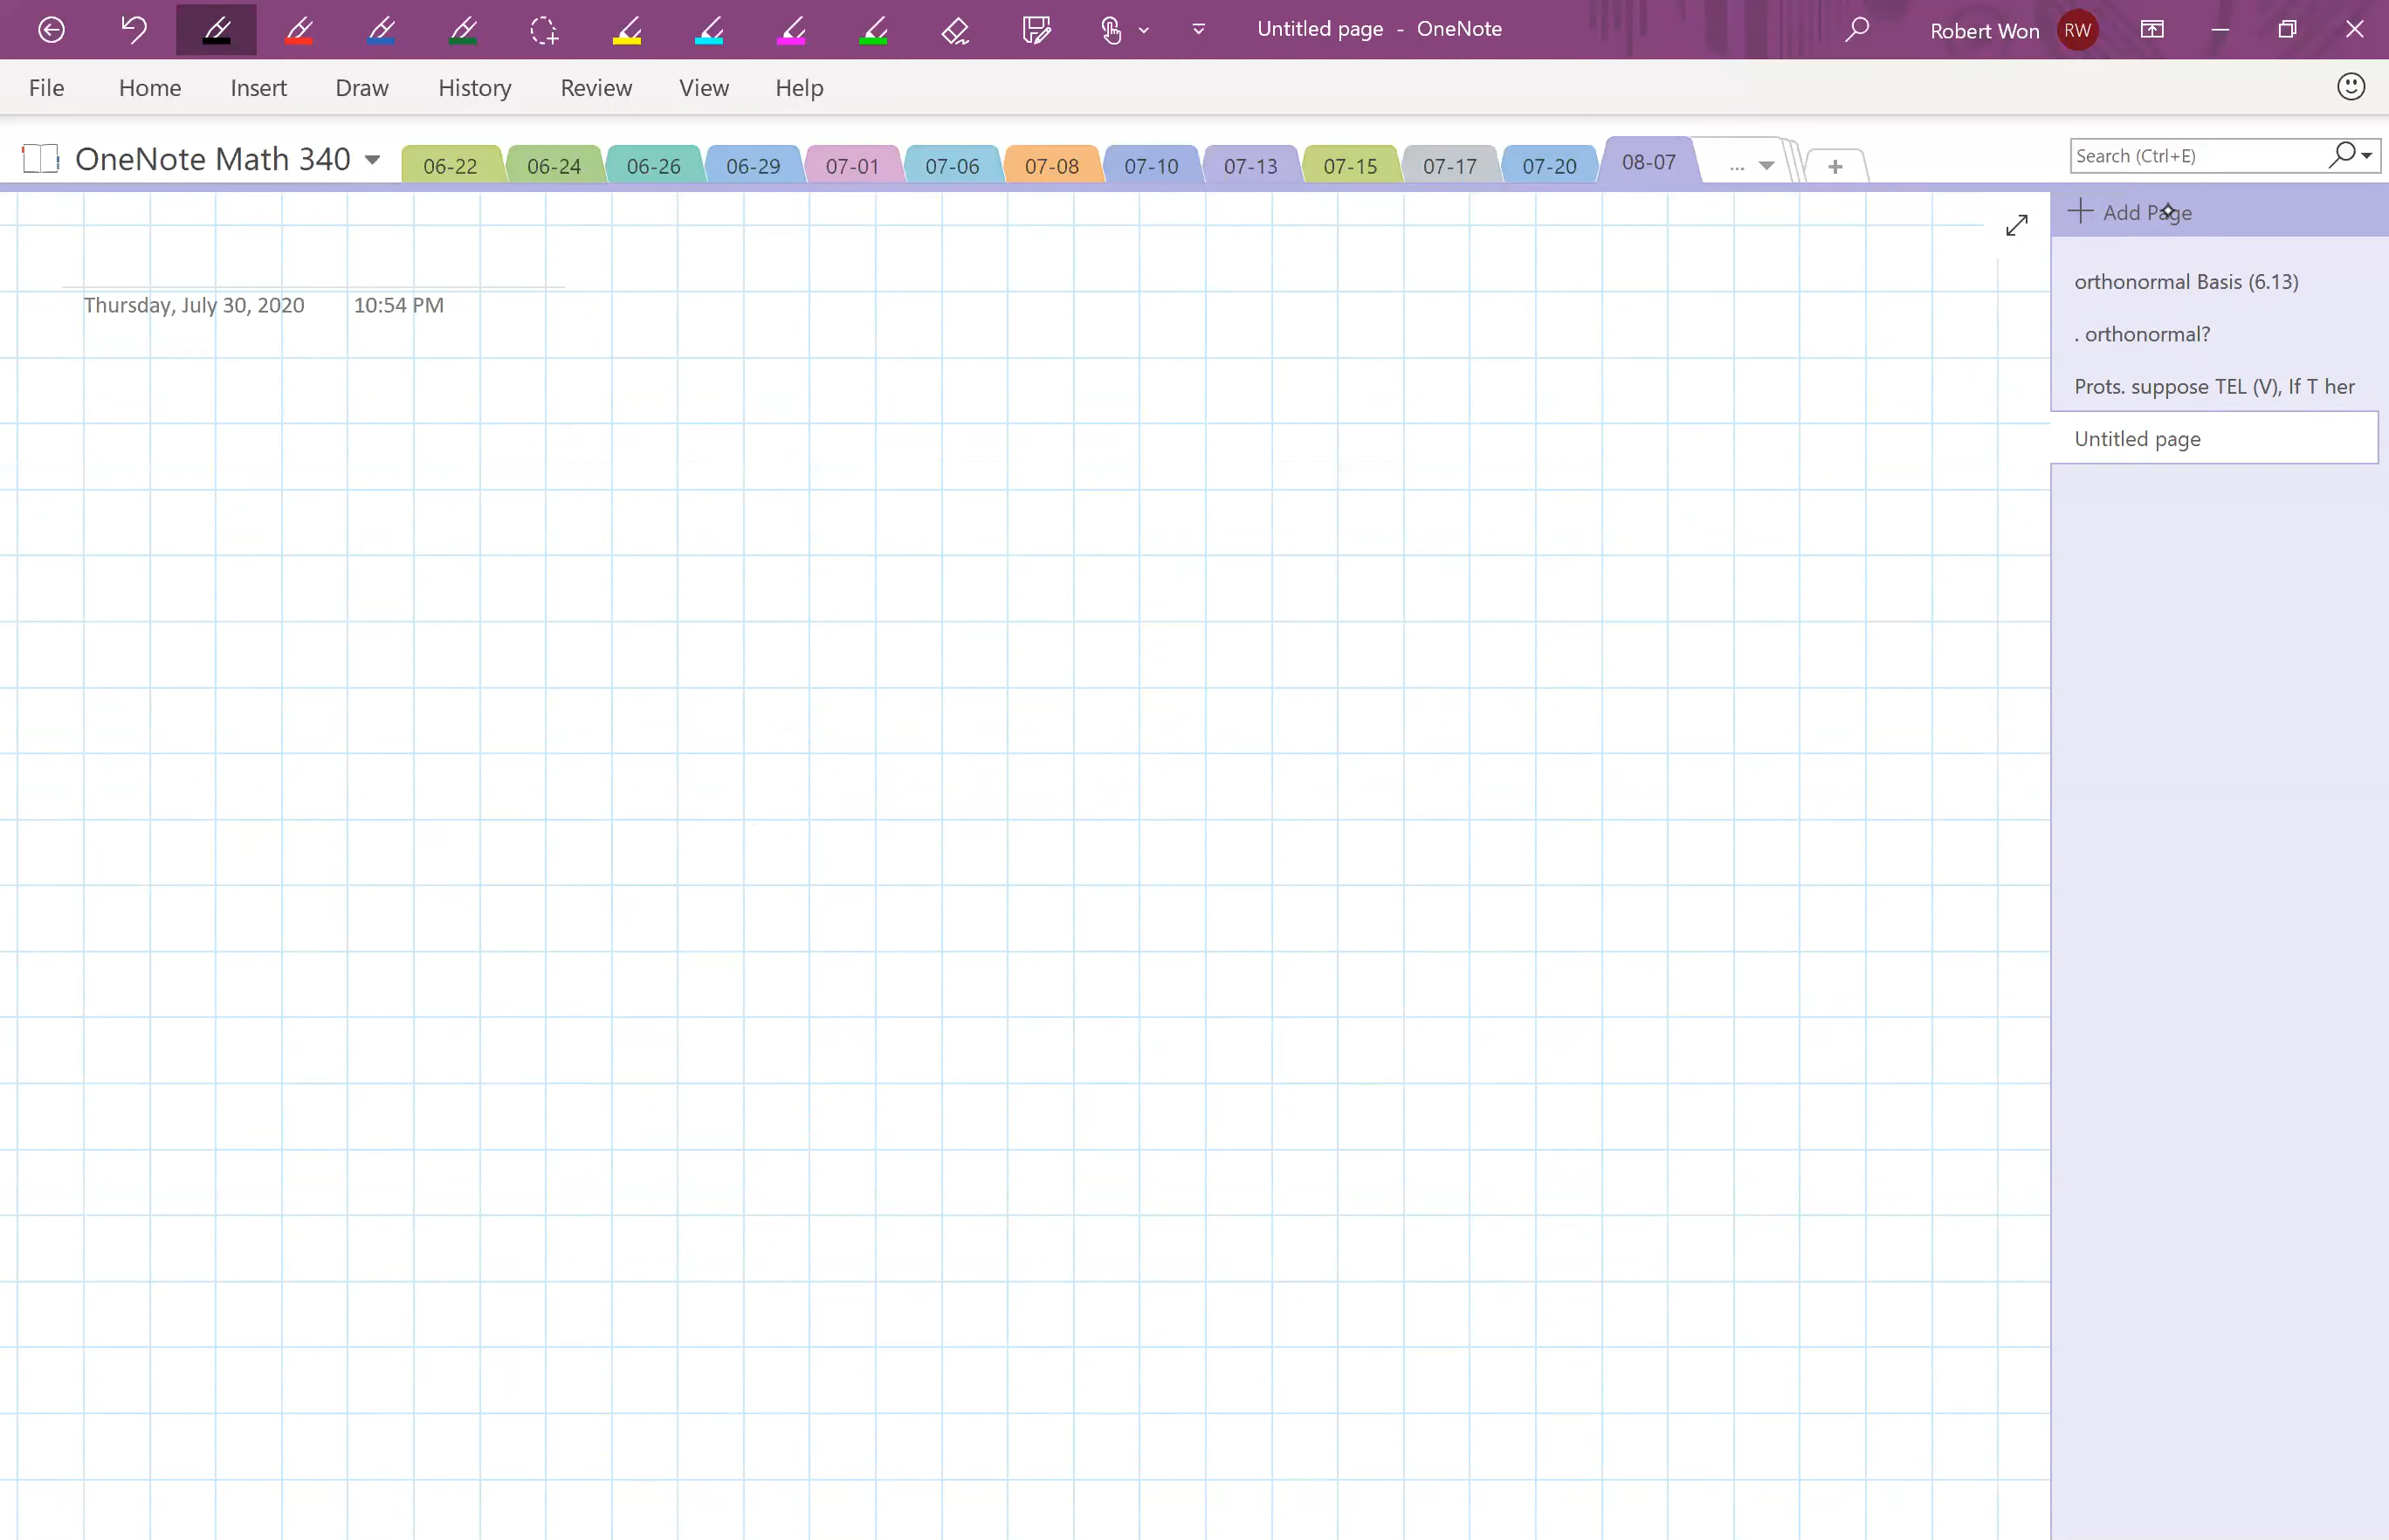 Untitled page - OneNote
Robert Won RW
File Home Insert Draw History Review View Help
OneNote Math 340 06-22 06-24 06-26 06-29 07-01 07-06 07-08 07-10 07-13 07-15 07-17 07-20 08-07 ... Search (Ctrl+E)
Add Page
Thursday, July 30, 2020 10:54 PM
orthonormal Basis (6.13)
. orthonormal?
Prots. suppose TEL (V), If T her
Untitled page